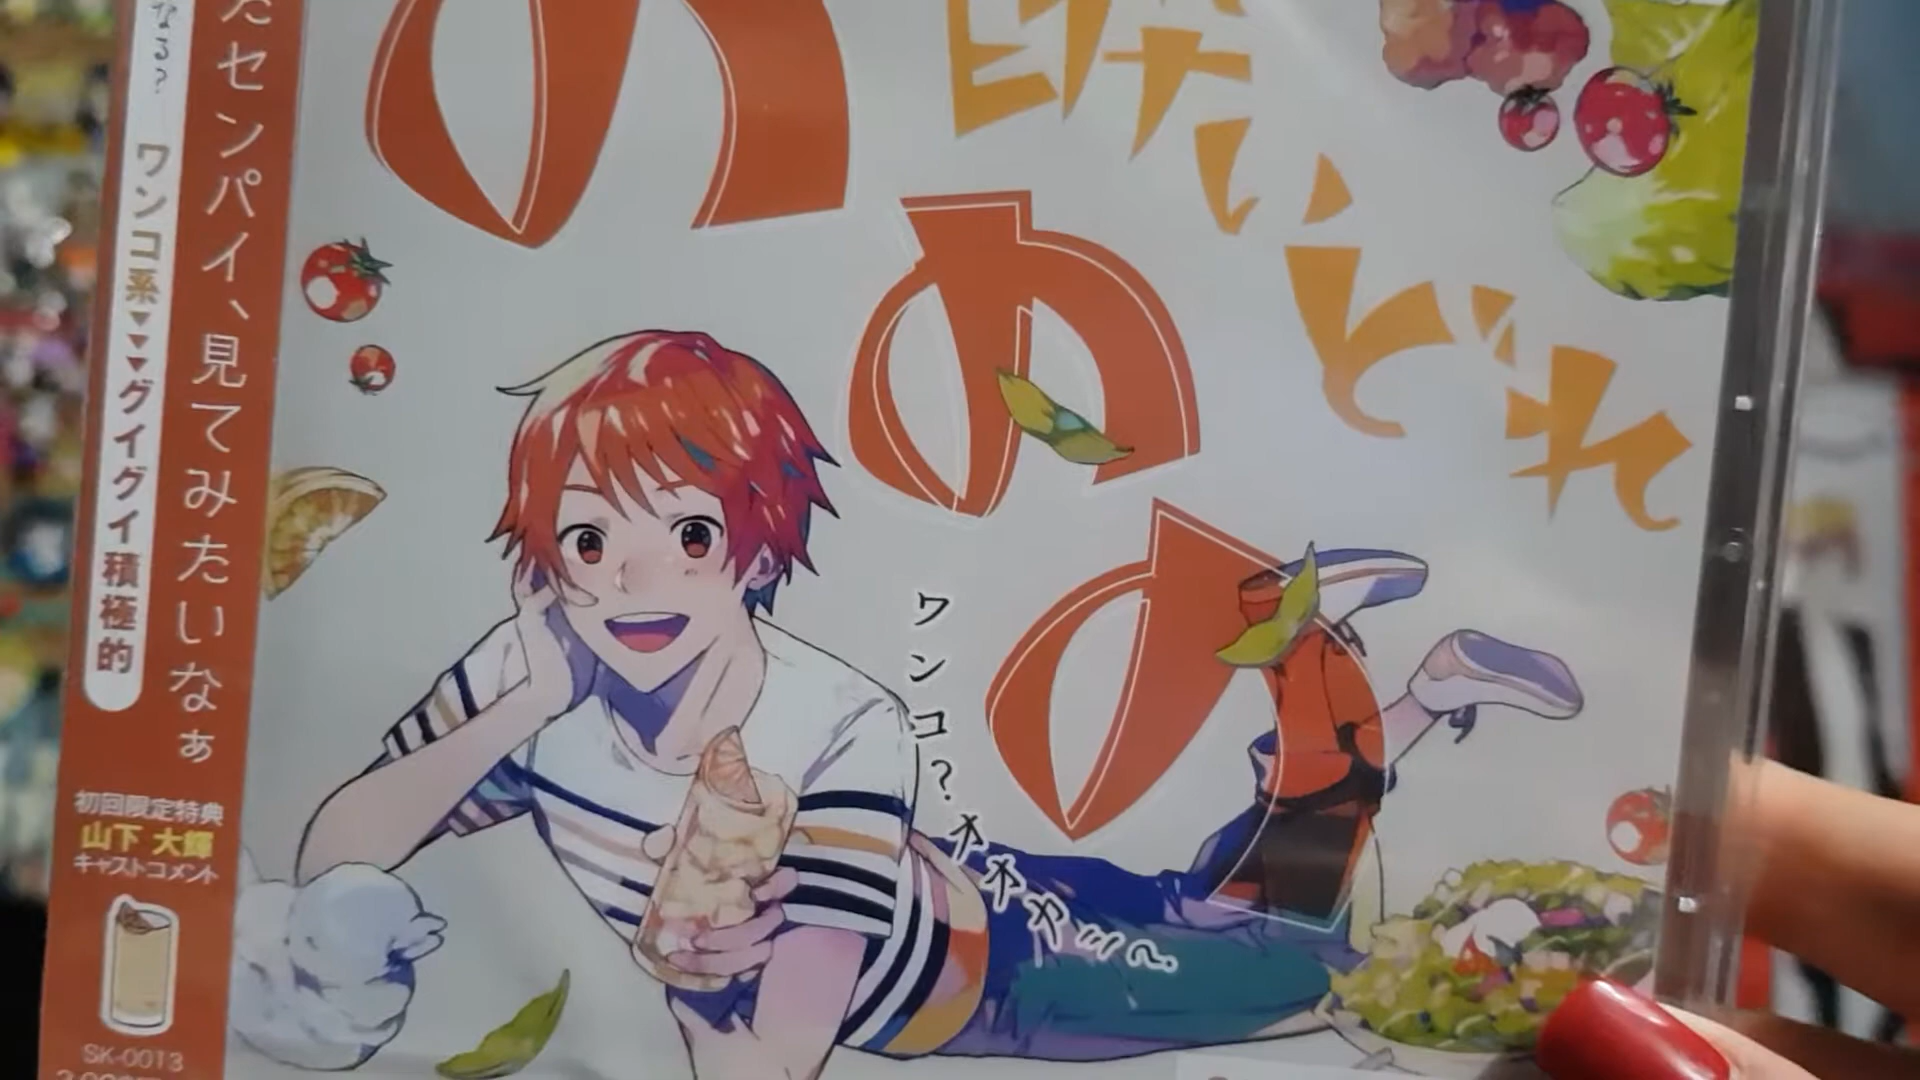 なる?
ワンコ系▼▼▼グイグイ積極的
たセンパイ、見てみたいなぁ
初回限定特典
山下 大輝
キャストコメント
SK-0013
酔いどれ
のめの
ワンコ?オオカミ~?